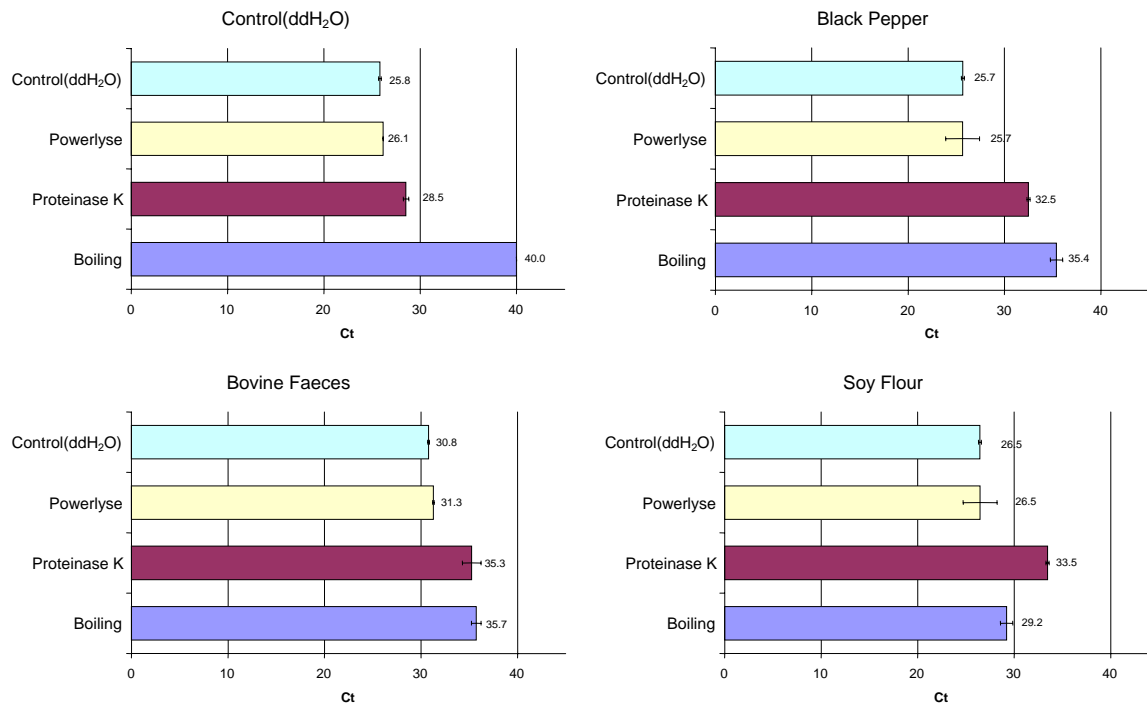 Control(ddH₂O)
Control(ddH₂O) 25.8
Powerlyse 26.1
Proteinase K 28.5
Boiling 40.0
0 10 20 30 40
Ct
Black Pepper
Control(ddH₂O) 25.7
Powerlyse 25.7
Proteinase K 32.5
Boiling 35.4
0 10 20 30 40
Ct
Bovine Faeces
Control(ddH₂O) 30.8
Powerlyse 31.3
Proteinase K 35.3
Boiling 35.7
0 10 20 30 40
Ct
Soy Flour
Control(ddH₂O) 26.5
Powerlyse 26.5
Proteinase K 33.5
Boiling 29.2
0 10 20 30 40
Ct